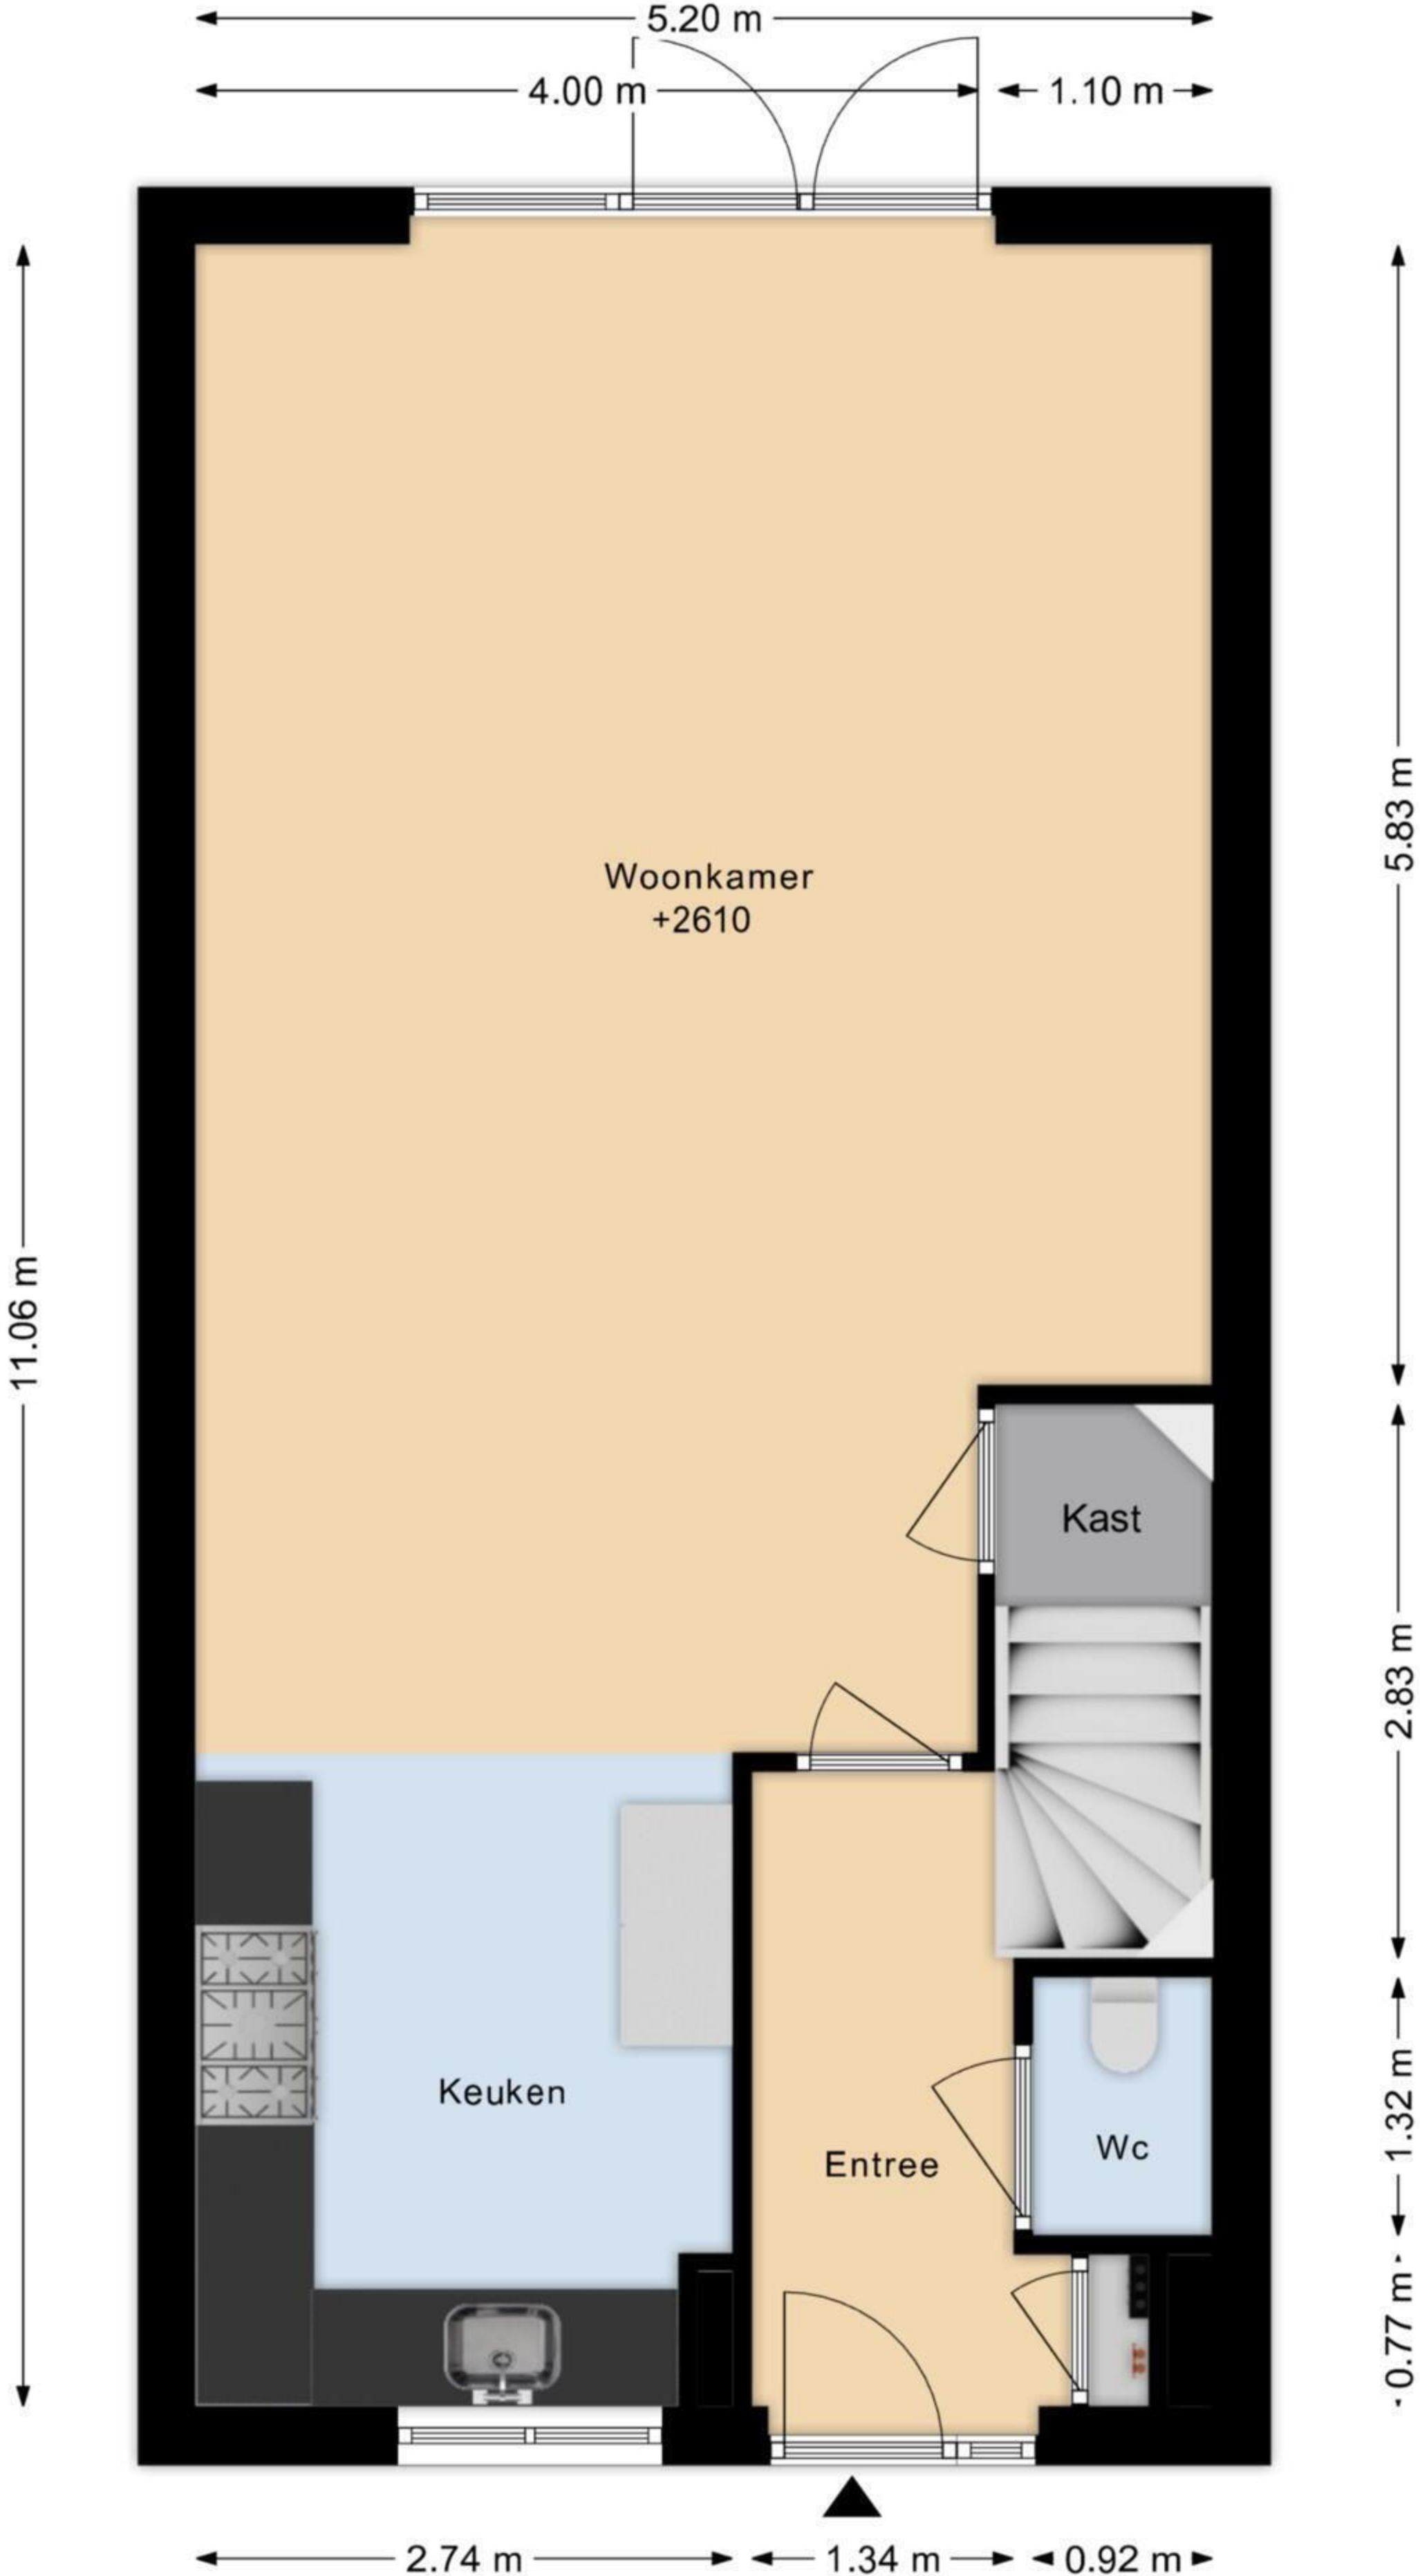 5.20 m
4.00 m
1.10 m
11.06 m
5.83 m
Woonkamer
+2610
Kast
2.83 m
Keuken
Entree
Wc
1.32 m
0.77 m
2.74 m
1.34 m
0.92 m